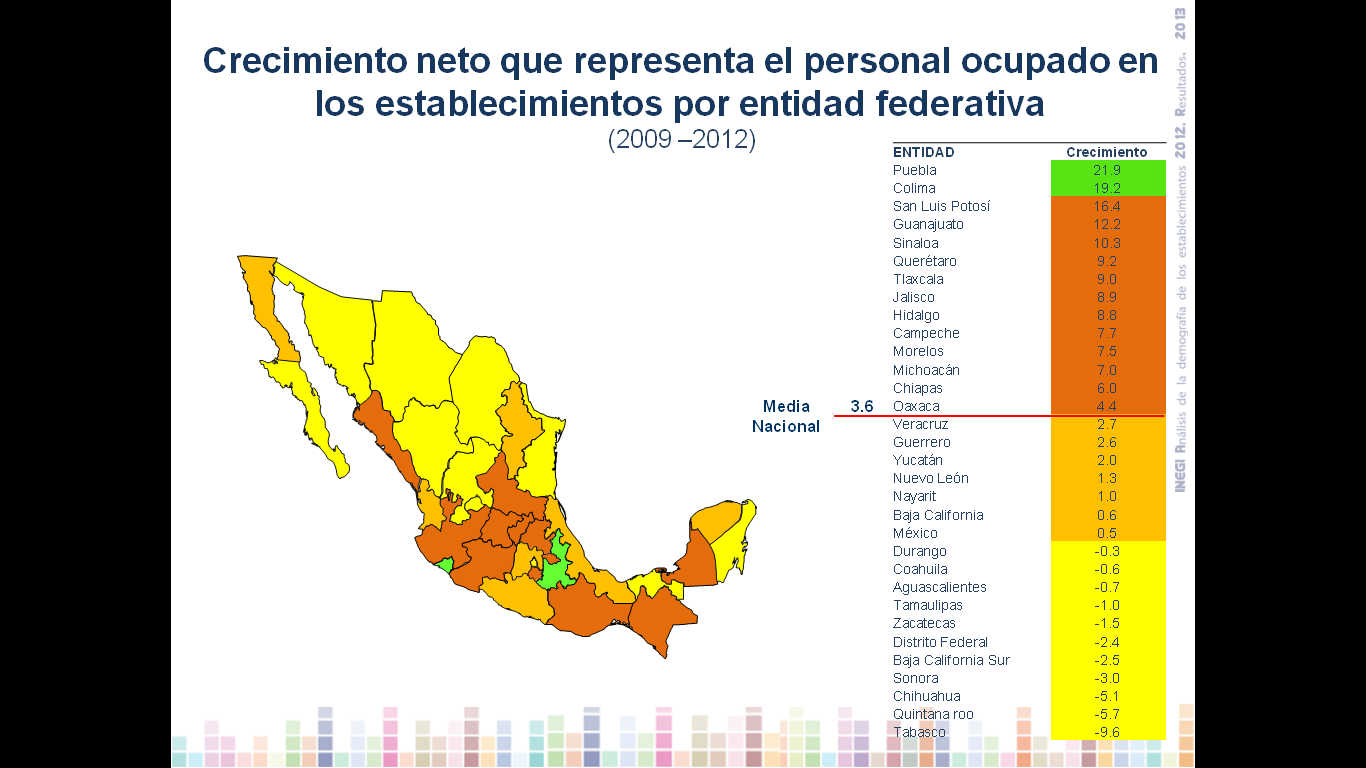 Crecimiento neto que representa el personal ocupado en
los establecimientos por entidad federativa
(2009 –2012)
ENTIDAD Crecimiento
Puebla 21.9
Colima 19.2
San Luis Potosí 16.4
Guanajuato 12.2
Sinaloa 10.3
Querétaro 9.2
Tlaxcala 9.0
Jalisco 8.9
Hidalgo 8.8
Campeche 7.7
Morelos 7.5
Michoacán 7.0
Chiapas 6.0
Oaxaca 4.4
Media 3.6
Nacional
Veracruz 2.7
Guerrero 2.6
Yucatán 2.0
Nuevo León 1.3
Nayarit 1.0
Baja California 0.6
México 0.5
Durango -0.3
Coahuila -0.6
Aguascalientes -0.7
Tamaulipas -1.0
Zacatecas -1.5
Distrito Federal -2.4
Baja California Sur -2.5
Sonora -3.0
Chihuahua -5.1
Quintana roo -5.7
Tabasco -9.6
INEGI Análisis de la demografía de los establecimientos 2012. Resultados. 2013